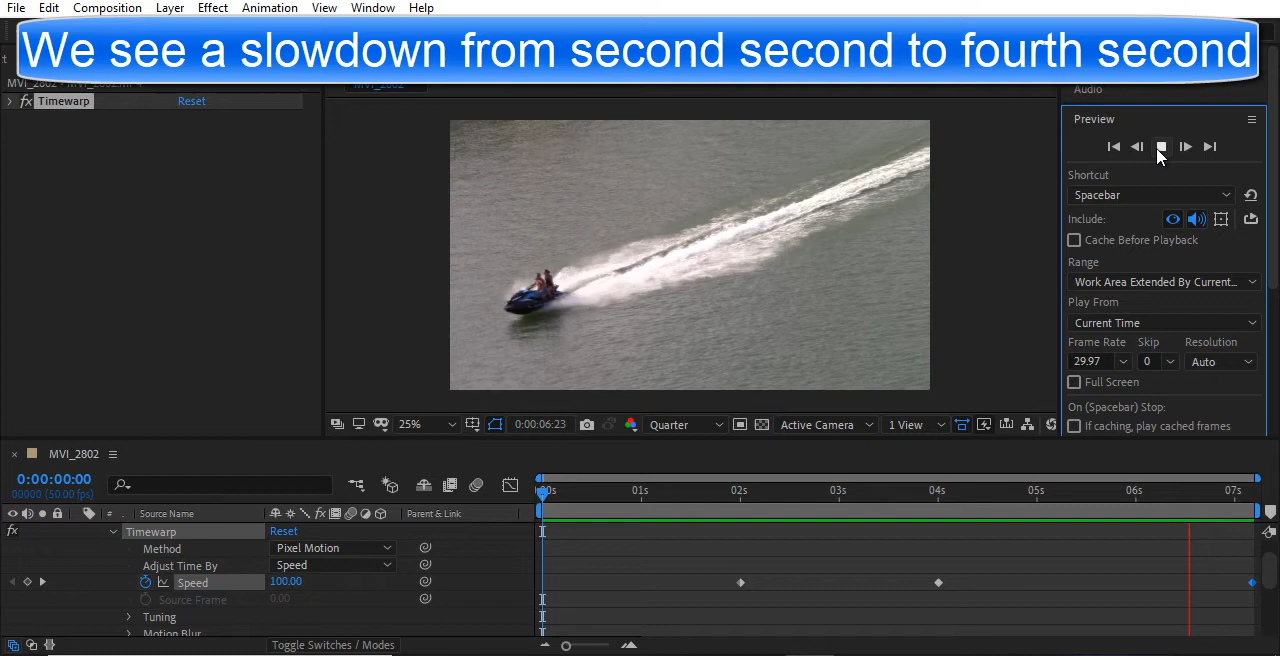 File Edit Composition Layer Effect Animation View Window Help
We see a slowdown from second second to fourth second
Audio
fx Timewarp Reset
Preview
Shortcut
Spacebar
Include:
Cache Before Playback
Range
Work Area Extended By Current...
Play From
Current Time
Frame Rate Skip Resolution
29.97 0 Auto
Full Screen
On (Spacebar) Stop:
If caching, play cached frames
25% 0:00:06:23 Quarter Active Camera 1 View
MVI_2802
0:00:00:00
00000 (50.00 fps)
01s 02s 03s 04s 05s 06s 07s
# Source Name fx Parent & Link
fx Timewarp Reset
Method Pixel Motion
Adjust Time By Speed
Speed 100.00
Source Frame 0.00
Tuning
Motion Blur
Toggle Switches / Modes